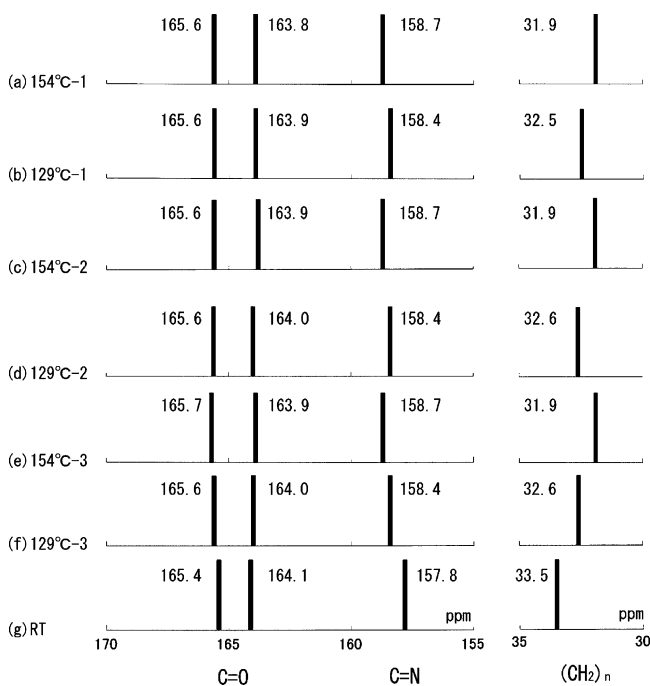 165.6 163.8 158.7 31.9
(a)154℃-1
165.6 163.9 158.4 32.5
(b)129℃-1
165.6 163.9 158.7 31.9
(c)154℃-2
165.6 164.0 158.4 32.6
(d)129℃-2
165.7 163.9 158.7 31.9
(e)154℃-3
165.6 164.0 158.4 32.6
(f)129℃-3
165.4 164.1 157.8 33.5
(g)RT ppm ppm
170 165 160 155 35 30
C=O C=N (CH₂)ₙ